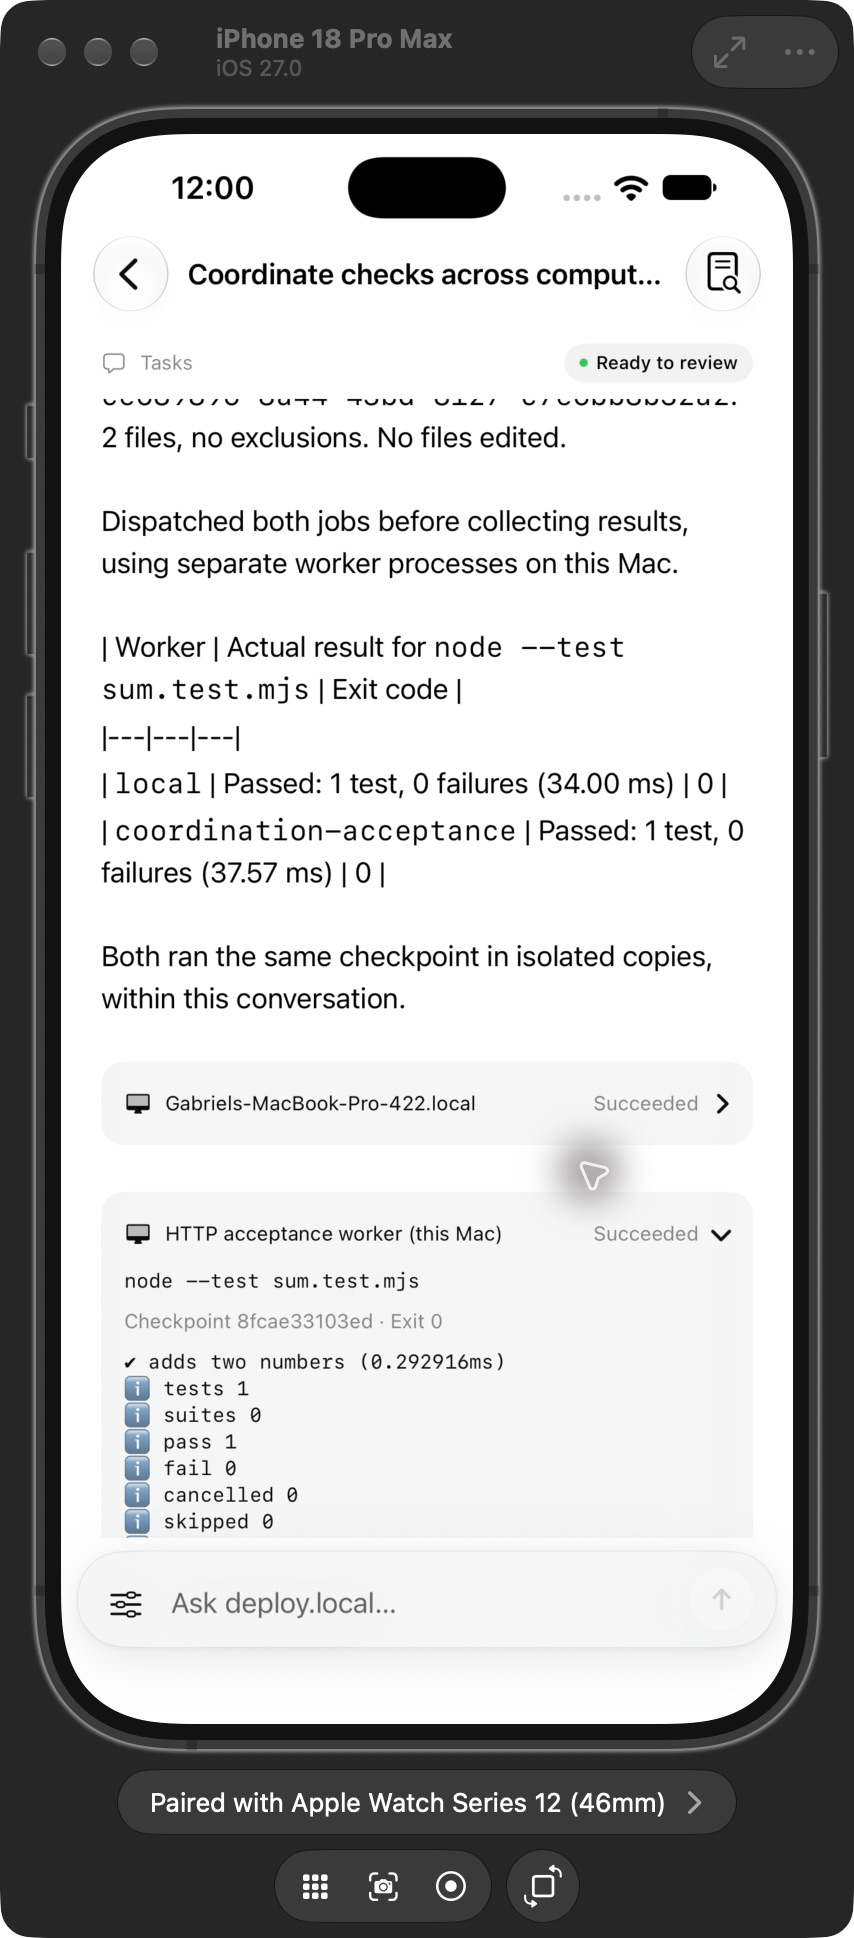 iPhone 18 Pro Max
iOS 27.0
12:00
Coordinate checks across comput...
Tasks
Ready to review
2 files, no exclusions. No files edited.
Dispatched both jobs before collecting results,
using separate worker processes on this Mac.
| Worker | Actual result for node --test
sum.test.mjs | Exit code |
|---|---|---|
| local | Passed: 1 test, 0 failures (34.00 ms) | 0 |
| coordination-acceptance | Passed: 1 test, 0
failures (37.57 ms) | 0 |
Both ran the same checkpoint in isolated copies,
within this conversation.
Gabriels-MacBook-Pro-422.local
Succeeded
HTTP acceptance worker (this Mac)
Succeeded
node --test sum.test.mjs
Checkpoint 8fcae33103ed · Exit 0
✔ adds two numbers (0.292916ms)
ℹ️ tests 1
ℹ️ suites 0
ℹ️ pass 1
ℹ️ fail 0
ℹ️ cancelled 0
ℹ️ skipped 0
Ask deploy.local...
Paired with Apple Watch Series 12 (46mm)